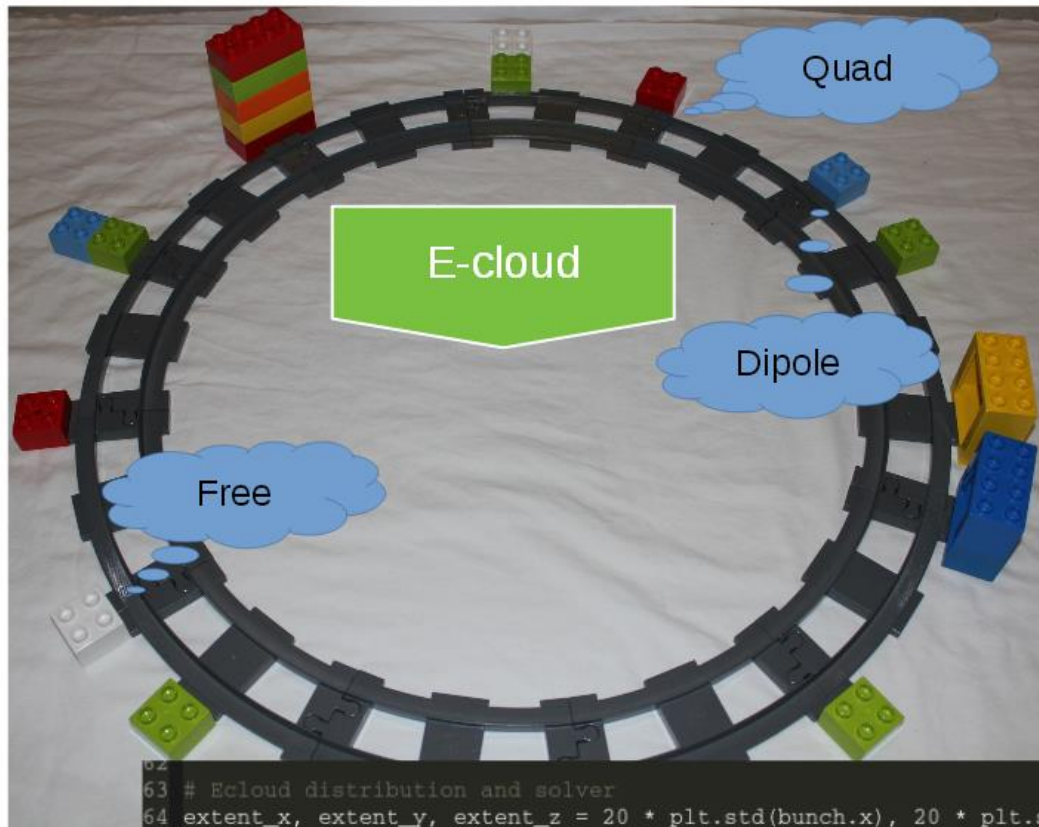 Quad
E-cloud
Dipole
Free
62
63 # Ecloud distribution and solver
64 extent_x, extent_y, extent_z = 20 * plt.std(bunch.x), 20 * plt.s